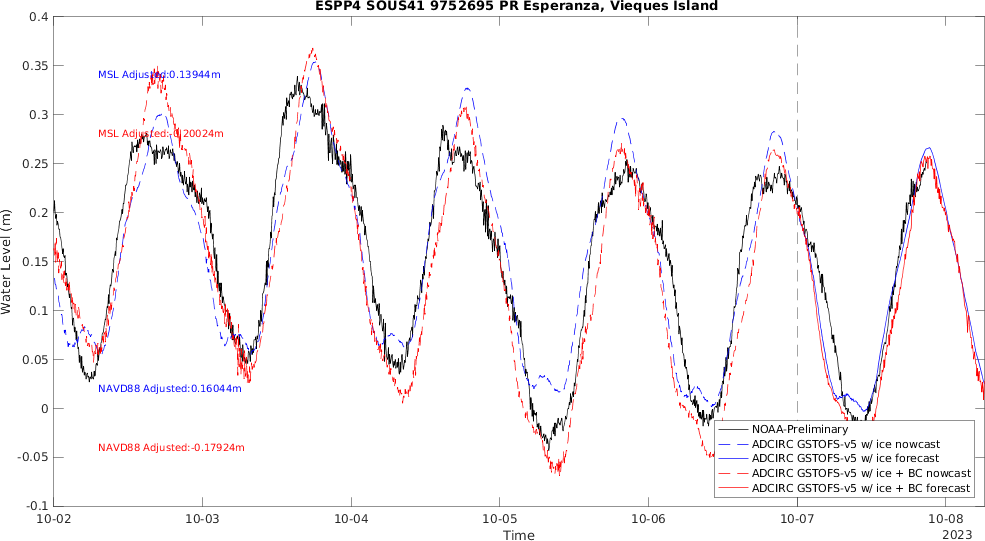 ESPP4 SOUS41 9752695 PR Esperanza, Vieques Island
0.4
0.35
0.3
0.25
0.2
0.15
0.1
0.05
0
-0.05
-0.1
Water Level (m)
MSL Adjusted:0.13944m
MSL Adjusted:-0.20024m
NAVD88 Adjusted:0.16044m
NAVD88 Adjusted:-0.17924m
NOAA-Preliminary
ADCIRC GSTOFS-v5 w/ ice nowcast
ADCIRC GSTOFS-v5 w/ ice forecast
ADCIRC GSTOFS-v5 w/ ice + BC nowcast
ADCIRC GSTOFS-v5 w/ ice + BC forecast
10-02 10-03 10-04 10-05 10-06 10-07 10-08
Time
2023